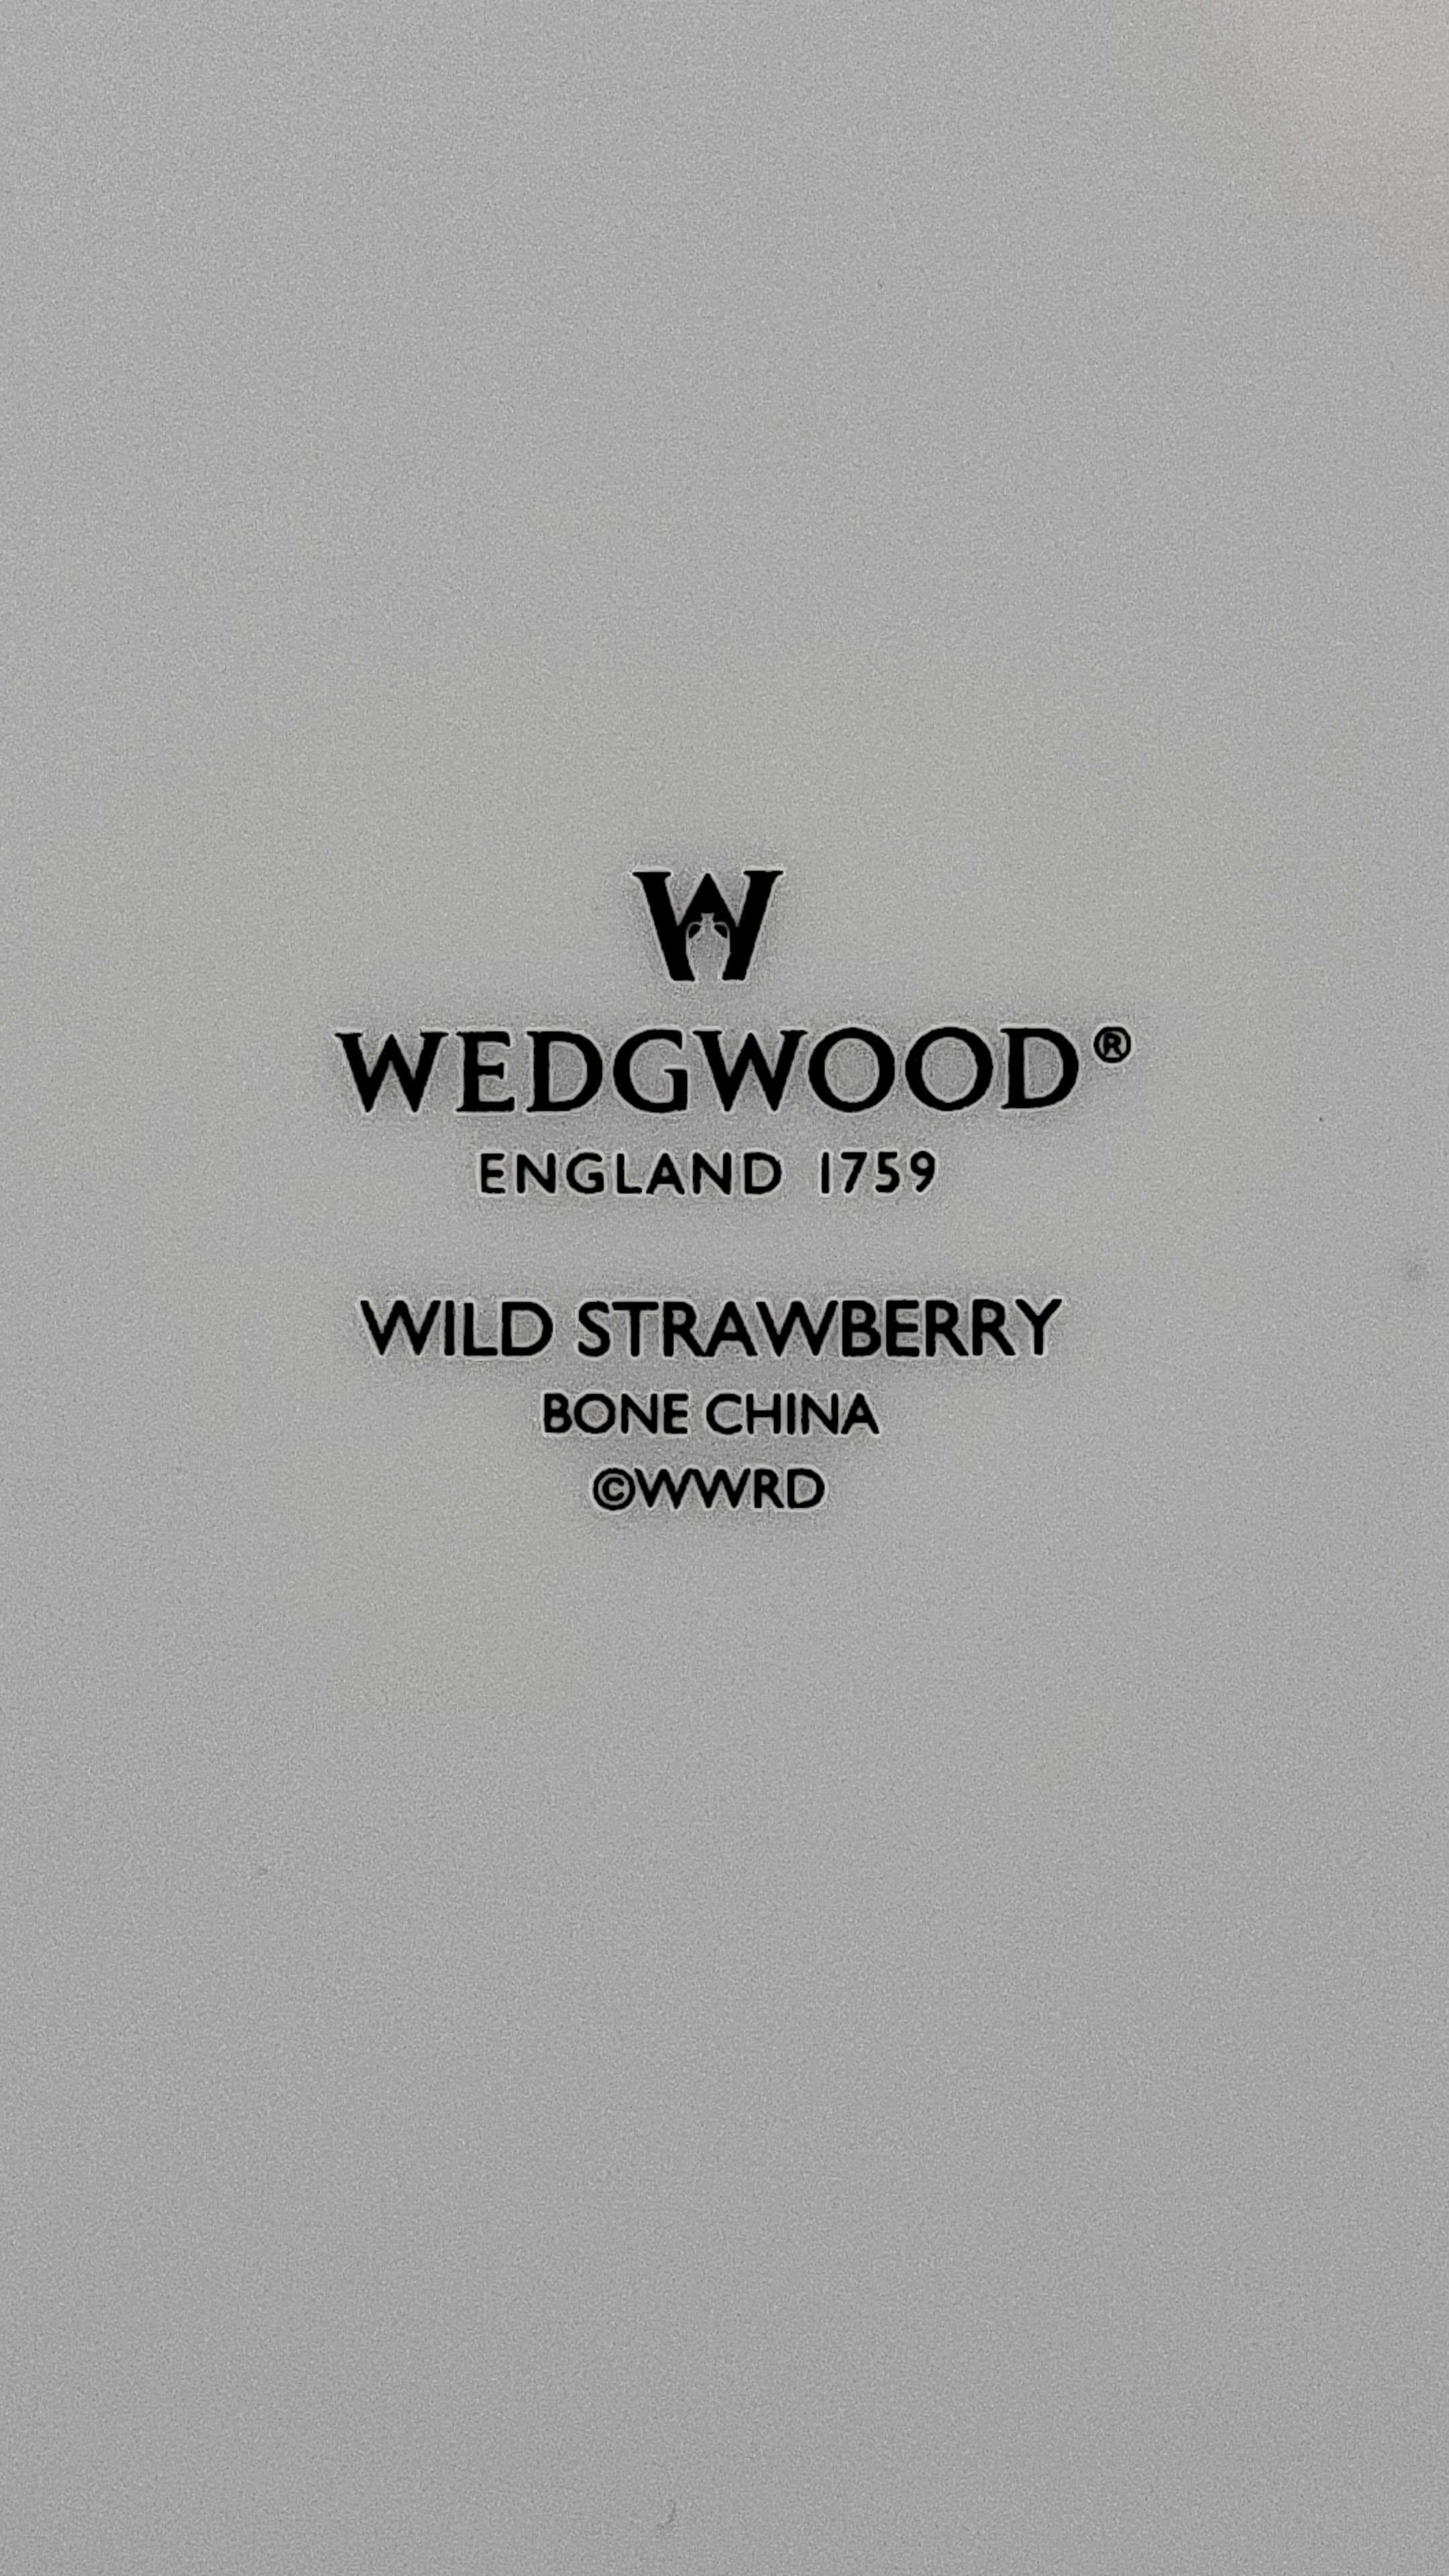 W
WEDGWOOD®
ENGLAND 1759
WILD STRAWBERRY
BONE CHINA
©WWRD